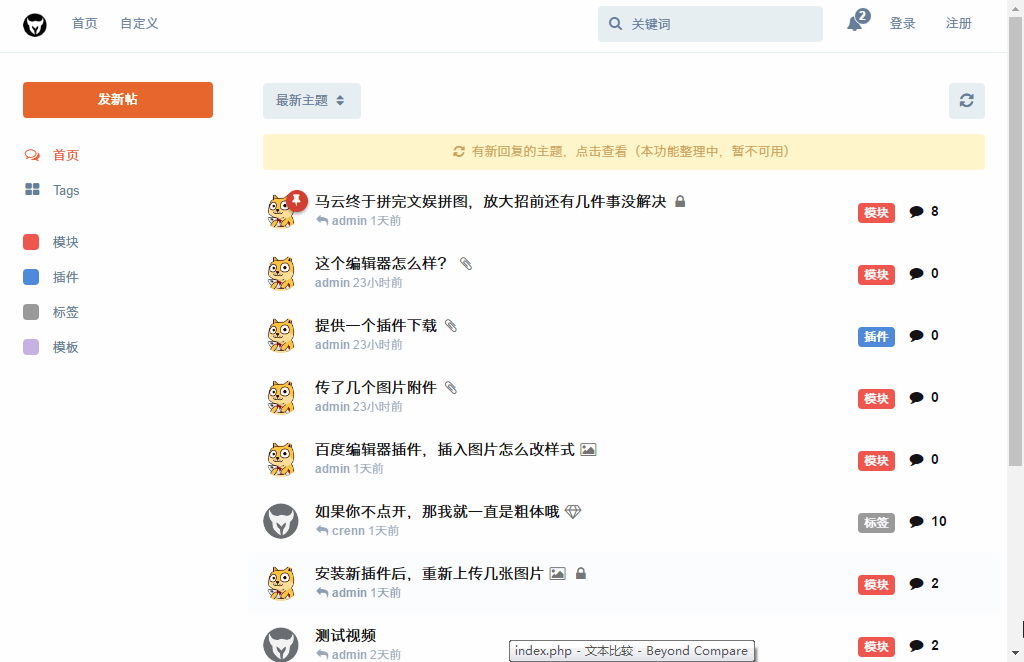 首页 自定义 关键词 2 登录 注册
发新帖
最新主题
有新回复的主题，点击查看（本功能整理中，暂不可用）
首页
Tags
模块
插件
标签
模板
马云终于拼完文娱拼图，放大招前还有几件事没解决
admin 1天前
模块 8
这个编辑器怎么样？
admin 23小时前
模块 0
提供一个插件下载
admin 23小时前
插件 0
传了几个图片附件
admin 23小时前
模块 0
百度编辑器插件，插入图片怎么改样式
admin 1天前
模块 0
如果你不点开，那我就一直是粗体哦
crenn 1天前
标签 10
安装新插件后，重新上传几张图片
admin 1天前
模块 2
测试视频
admin 2天前
模块 2
index.php - 文本比较 - Beyond Compare